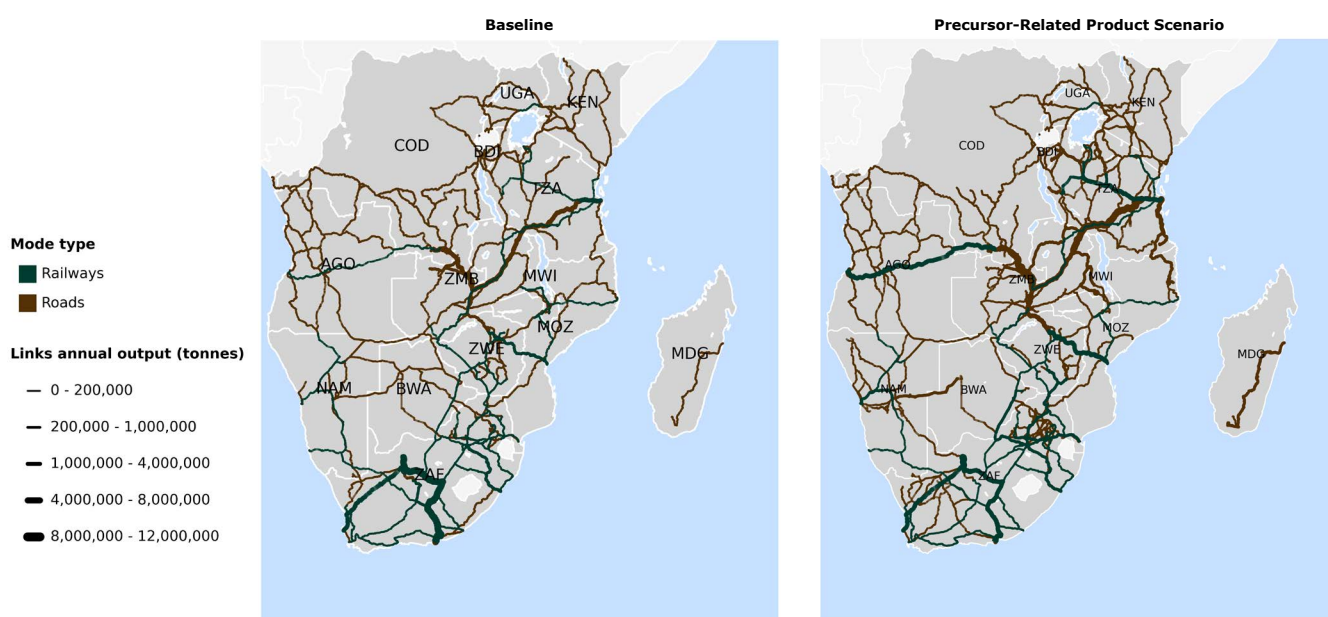 Baseline
Precursor-Related Product Scenario
Mode type
Railways
Roads
Links annual output (tonnes)
0 - 200,000
200,000 - 1,000,000
1,000,000 - 4,000,000
4,000,000 - 8,000,000
8,000,000 - 12,000,000
UGA
KEN
COD
BDI
TZA
AGO
ZMB
MWI
MOZ
ZWE
MDG
NAM
BWA
ZAF
UGA
KEN
COD
BDI
TZA
AGO
ZMB
MWI
MOZ
ZWE
MDG
NAM
BWA
ZAF